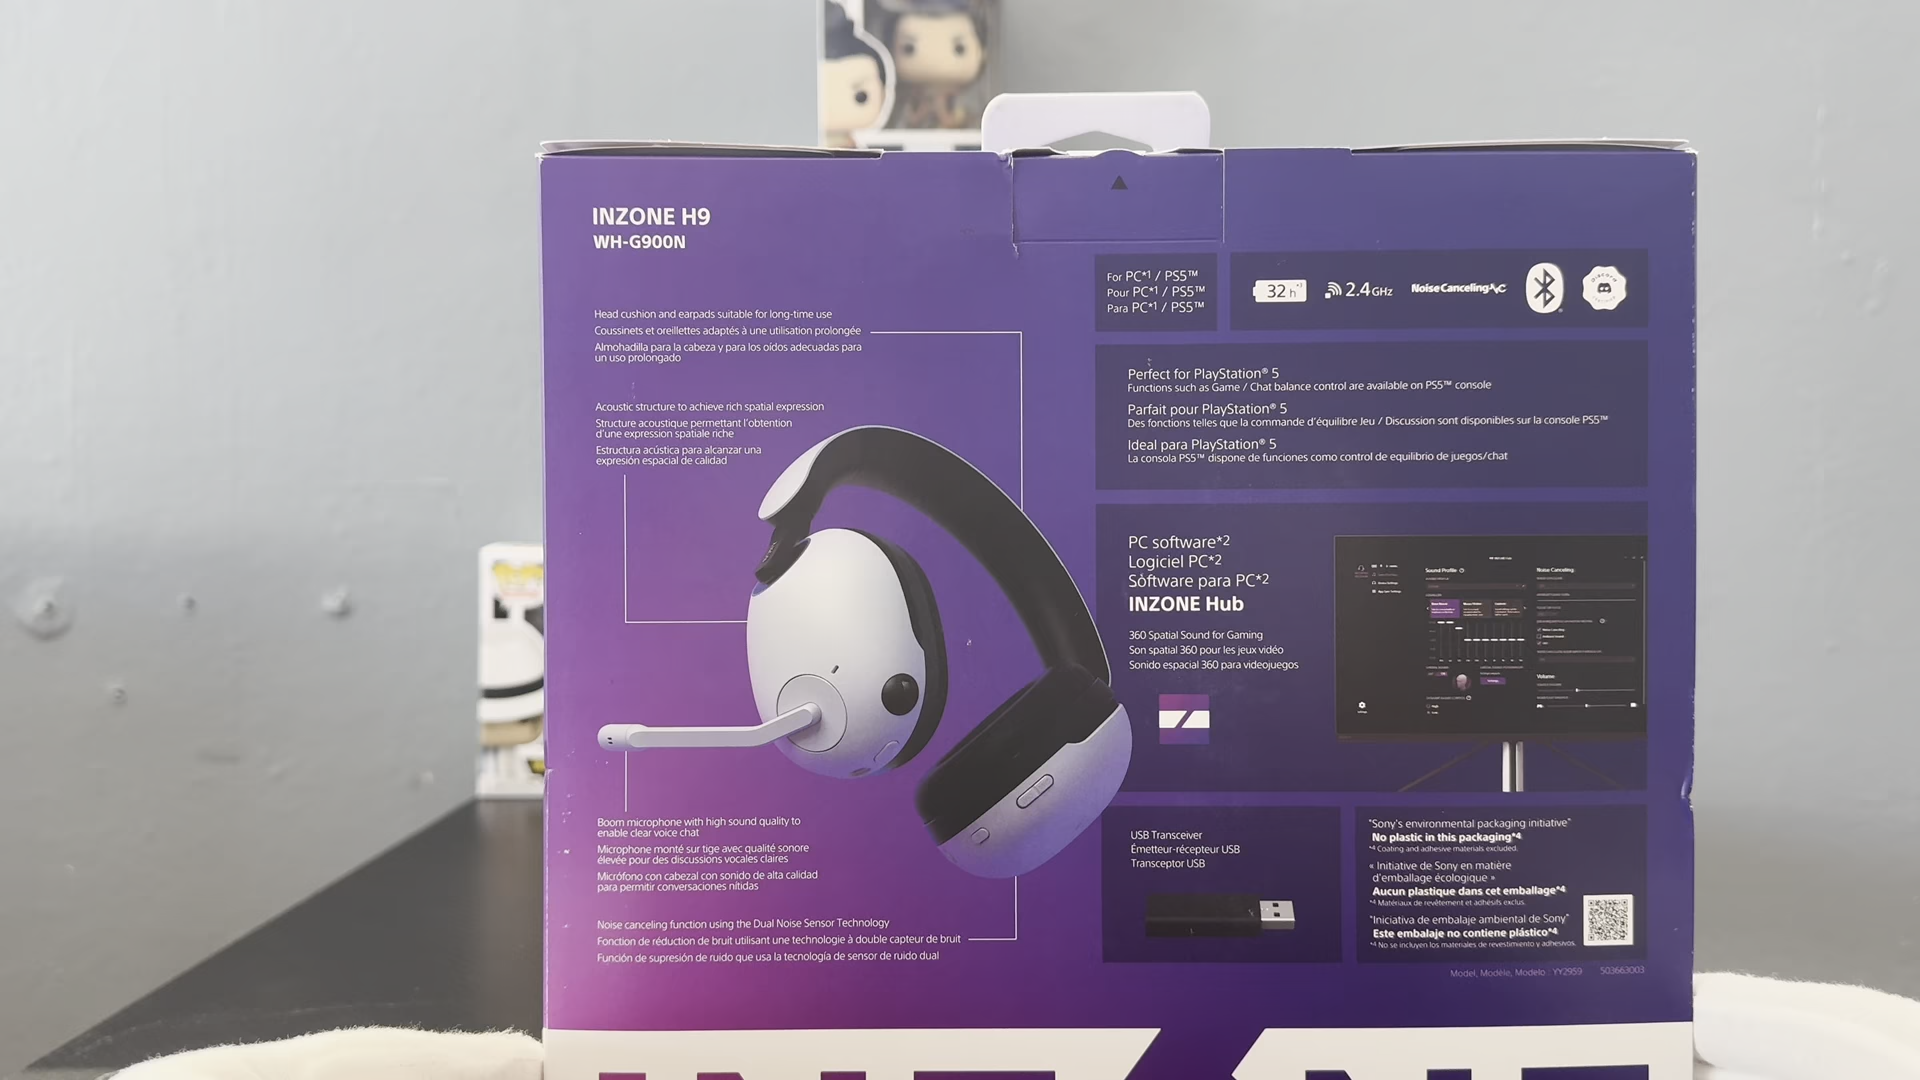 INZONE H9
WH-G900N
Head cushion and earpads suitable for long-time use
Coussinets et oreillettes adaptés à une utilisation prolongée
Almohadilla para la cabeza y para los oídos adecuadas para
un uso prolongado
Acoustic structure to achieve rich spatial expression
Structure acoustique permettant l'obtention
d'une expression spatiale riche
Estructura acústica para alcanzar una
expresión espacial de calidad
Boom microphone with high sound quality to
enable clear voice chat
Microphone monté sur tige avec qualité sonore
élevée pour des discussions vocales claires
Micrófono con cabezal con sonido de alta calidad
para permitir conversaciones nítidas
Noise canceling function using the Dual Noise Sensor Technology
Fonction de réduction de bruit utilisant une technologie à double capteur de bruit
Función de supresión de ruido que usa la tecnología de sensor de ruido dual
For PC*1 / PS5™
Pour PC*1 / PS5™
Para PC*1 / PS5™
32 h
2.4 GHz
Noise Canceling
Perfect for PlayStation® 5
Functions such as Game / Chat balance control are available on PS5™ console
Parfait pour PlayStation® 5
Des fonctions telles que la commande d'équilibre Jeu / Discussion sont disponibles sur la console PS5™
Ideal para PlayStation® 5
La consola PS5™ dispone de funciones como control de equilibrio de juegos/chat
PC software*2
Logiciel PC*2
Software para PC*2
INZONE Hub
360 Spatial Sound for Gaming
Son spatial 360 pour les jeux vidéo
Sonido espacial 360 para videojuegos
Sound Profile
Noise Canceling
Volume
USB Transceiver
Émetteur-récepteur USB
Transceptor USB
"Sony's environmental packaging initiative"
No plastic in this packaging*4
*4 Coating and adhesive materials excluded.
« Initiative de Sony en matière
d'emballage écologique »
Aucun plastique dans cet emballage*4
*4 Matériaux de revêtement et adhésifs exclus.
"Iniciativa de embalaje ambiental de Sony"
Este embalaje no contiene plástico*4
*4 No se incluyen los materiales de revestimiento y adhesivos.
Model, Modèle, Modelo : YY2959 503663003